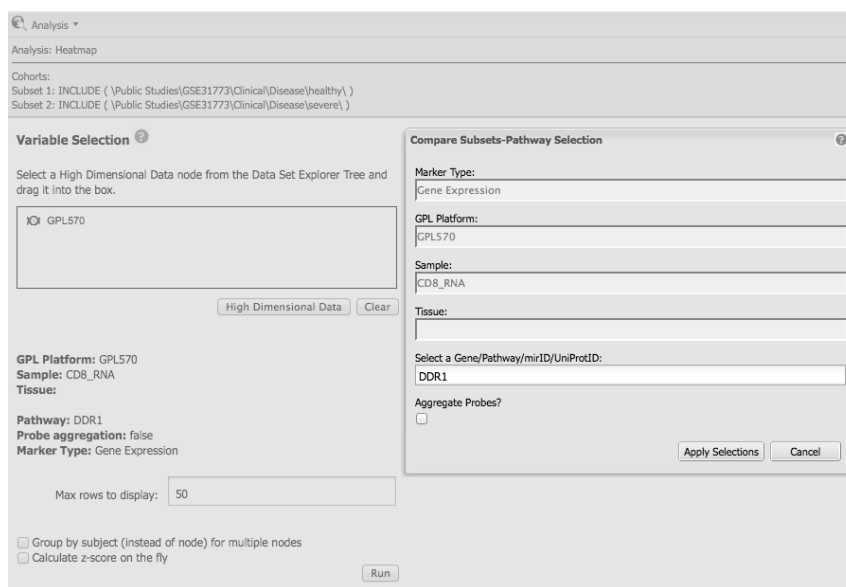 Analysis
Analysis: Heatmap
Cohorts:
Subset 1: INCLUDE ( \Public Studies\GSE31773\Clinical\Disease\healthy\ )
Subset 2: INCLUDE ( \Public Studies\GSE31773\Clinical\Disease\severe\ )
Variable Selection ?
Select a High Dimensional Data node from the Data Set Explorer Tree and
drag it into the box.
GPL570
High Dimensional Data Clear
GPL Platform: GPL570
Sample: CD8_RNA
Tissue:
Pathway: DDR1
Probe aggregation: false
Marker Type: Gene Expression
Max rows to display: 50
Group by subject (instead of node) for multiple nodes
Calculate z-score on the fly
Run
Compare Subsets-Pathway Selection ?
Marker Type:
Gene Expression
GPL Platform:
GPL570
Sample:
CD8_RNA
Tissue:
Select a Gene/Pathway/mirID/UniProtID:
DDR1
Aggregate Probes?
Apply Selections Cancel